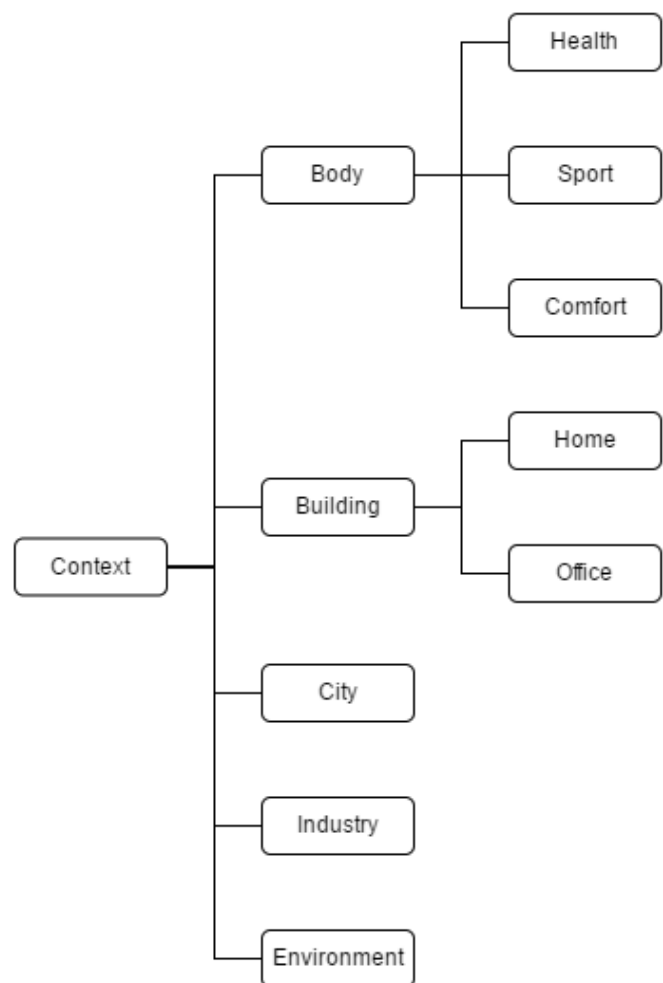 Health
Body
Sport
Comfort
Home
Building
Context
Office
City
Industry
Environment